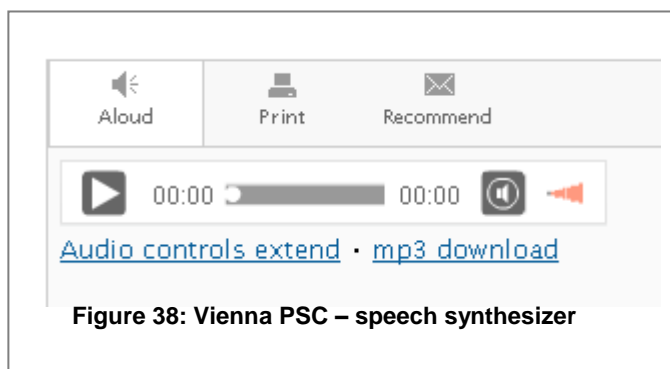 Aloud Print Recommend
00:00 00:00
Audio controls extend · mp3 download
Figure 38: Vienna PSC – speech synthesizer